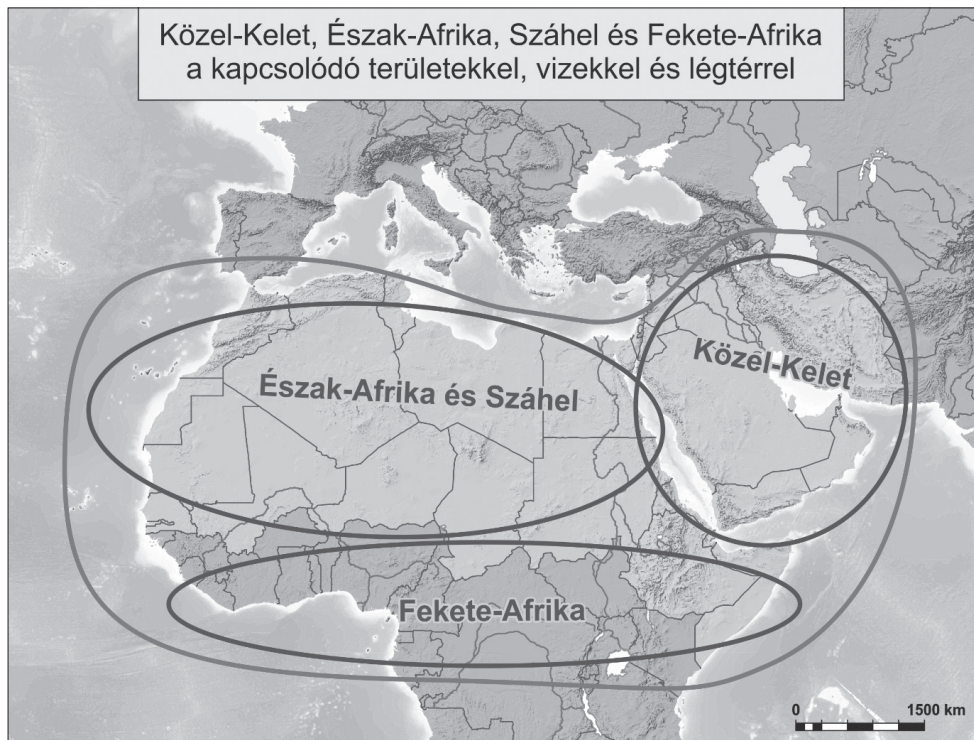 Közel-Kelet, Észak-Afrika, Száhel és Fekete-Afrika
a kapcsolódó területekkel, vizekkel és légtérrel
Közél-Kelet
Észak-Afrika és Száhel
Fekete-Afrika
0 1500 km